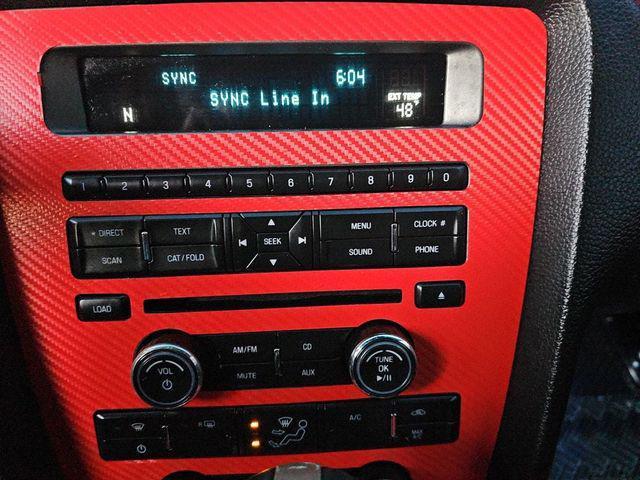 SYNC 6:04
SYNC Line In
EXT TEMP
N 48°F
1 2 3 4 5 6 7 8 9 0
* DIRECT TEXT MENU CLOCK #
SEEK
SCAN CAT/FOLD SOUND PHONE
LOAD
AM/FM CD
MUTE AUX
VOL
TUNE
OK
▶/II
R A/C
MAX
A/C